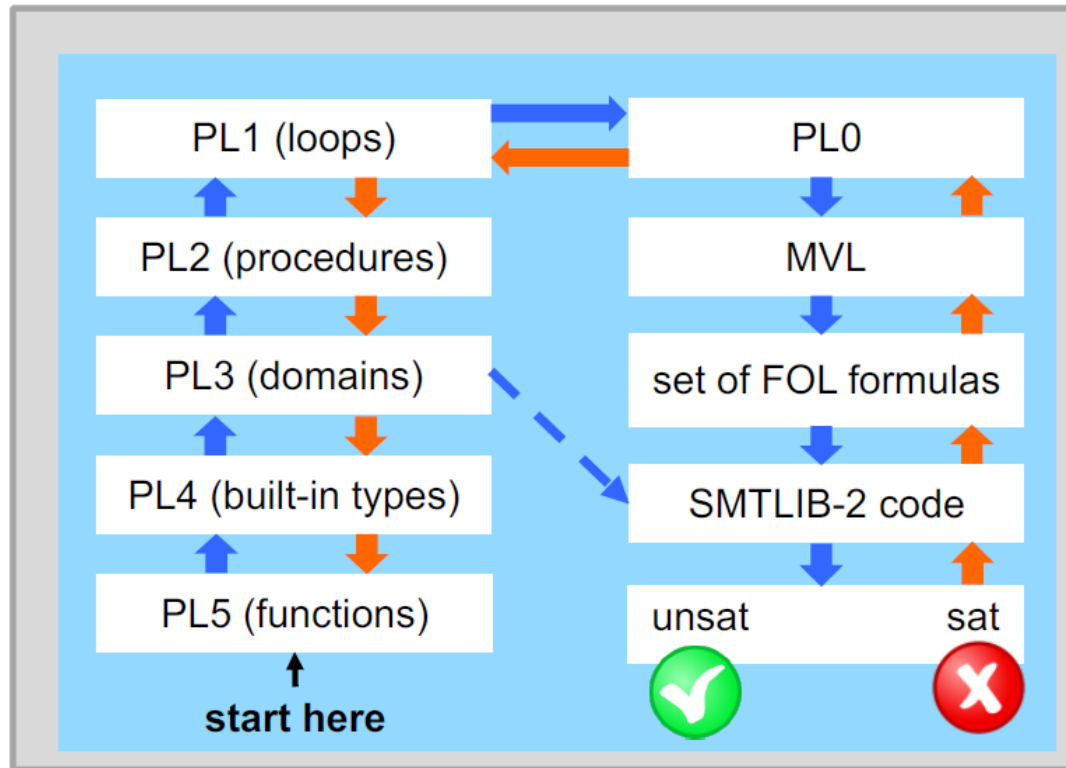 PL1 (loops)
PL0
PL2 (procedures)
MVL
PL3 (domains)
set of FOL formulas
PL4 (built-in types)
SMTLIB-2 code
PL5 (functions)
unsat
sat
start here